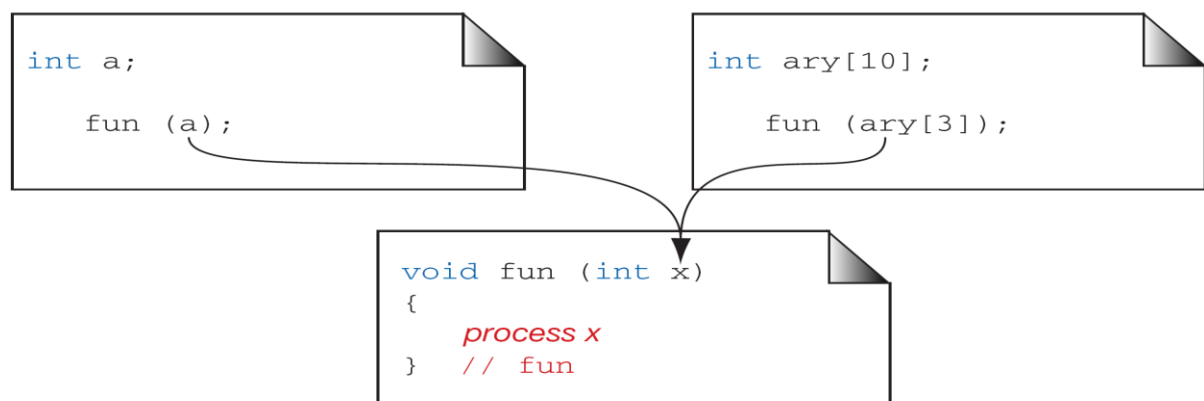 int a;
fun (a);
int ary[10];
fun (ary[3]);
void fun (int x)
{
process x
} // fun